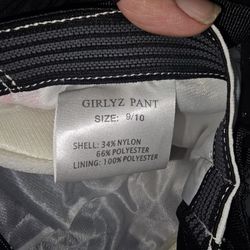 GIRLYZ PANT
SIZE: 9/10
SHELL: 34% NYLON
66% POLYESTER
LINING: 100% POLYESTER